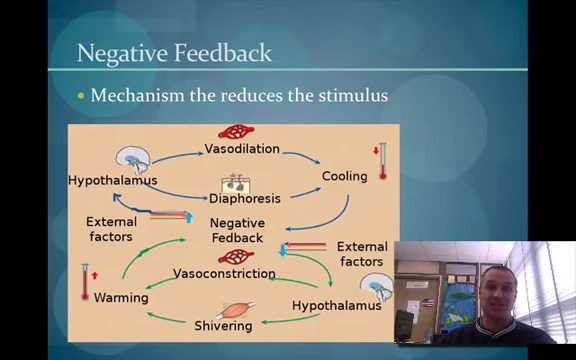 Negative Feedback
Mechanism the reduces the stimulus
Vasodilation
Hypothalamus
Cooling
Diaphoresis
External
factors
Negative
Fedback
External
factors
Vasoconstriction
Warming
Hypothalamus
Shivering